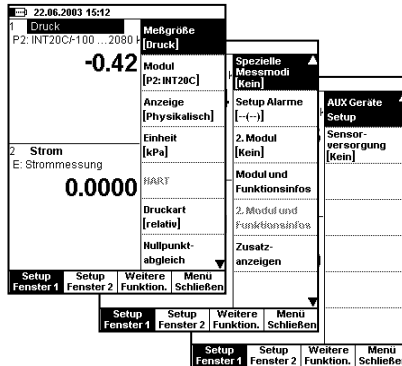 22.06.2003 15:12
1 Druck
P2: INT20C/-100 ...2080
-0.42
2 Strom
E: Strommessung
0.0000
Meßgröße
[Druck]
Modul
[P2: INT20C]
Anzeige
[Physikalisch]
Einheit
[kPa]
HART
Druckart
[relativ]
Nullpunkt-
abgleich
Setup Fenster 1
Setup Fenster 2
Weitere Funktion.
Menü Schließen
Spezielle
Messmodi
[Kein]
Setup Alarme
[--(--)]
2. Modul
[Kein]
Modul und
Funktionsinfos
2. Modul und
Funktionsinfos
Zusatz-
anzeigen
Setup Fenster 1
Setup Fenster 2
Weitere Funktion.
Menü Schließen
AUX Geräte
Setup
Sensor-
versorgung
[Kein]
Setup Fenster 1
Setup Fenster 2
Weitere Funktion.
Menü Schließen